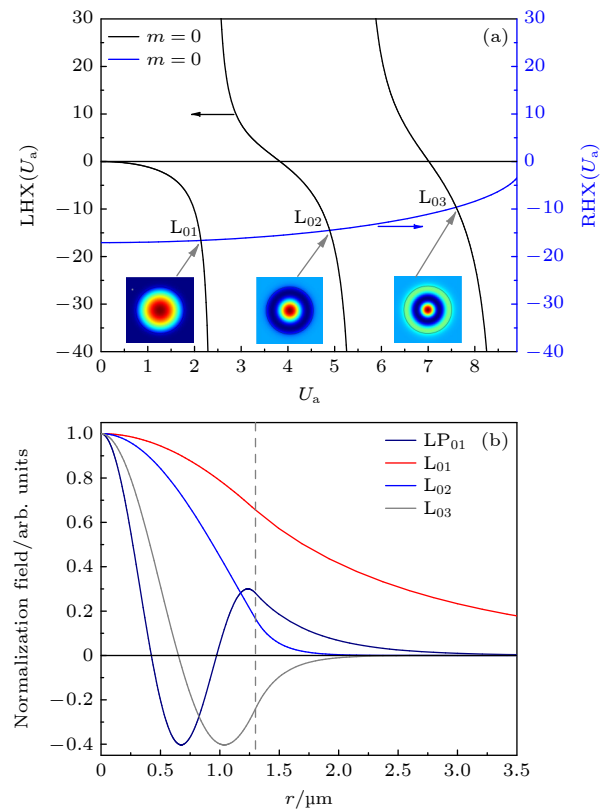 30
20
10
0
−10
−20
−30
−40
LHX(Uₐ)
m = 0
m = 0
(a)
L₀₁
L₀₂
L₀₃
30
20
10
0
−10
−20
−30
−40
RHX(Uₐ)
0 1 2 3 4 5 6 7 8
Uₐ
1.0
0.8
0.6
0.4
0.2
0
−0.2
−0.4
Normalization field/arb. units
LP₀₁ (b)
L₀₁
L₀₂
L₀₃
0 0.5 1.0 1.5 2.0 2.5 3.0 3.5
r/μm